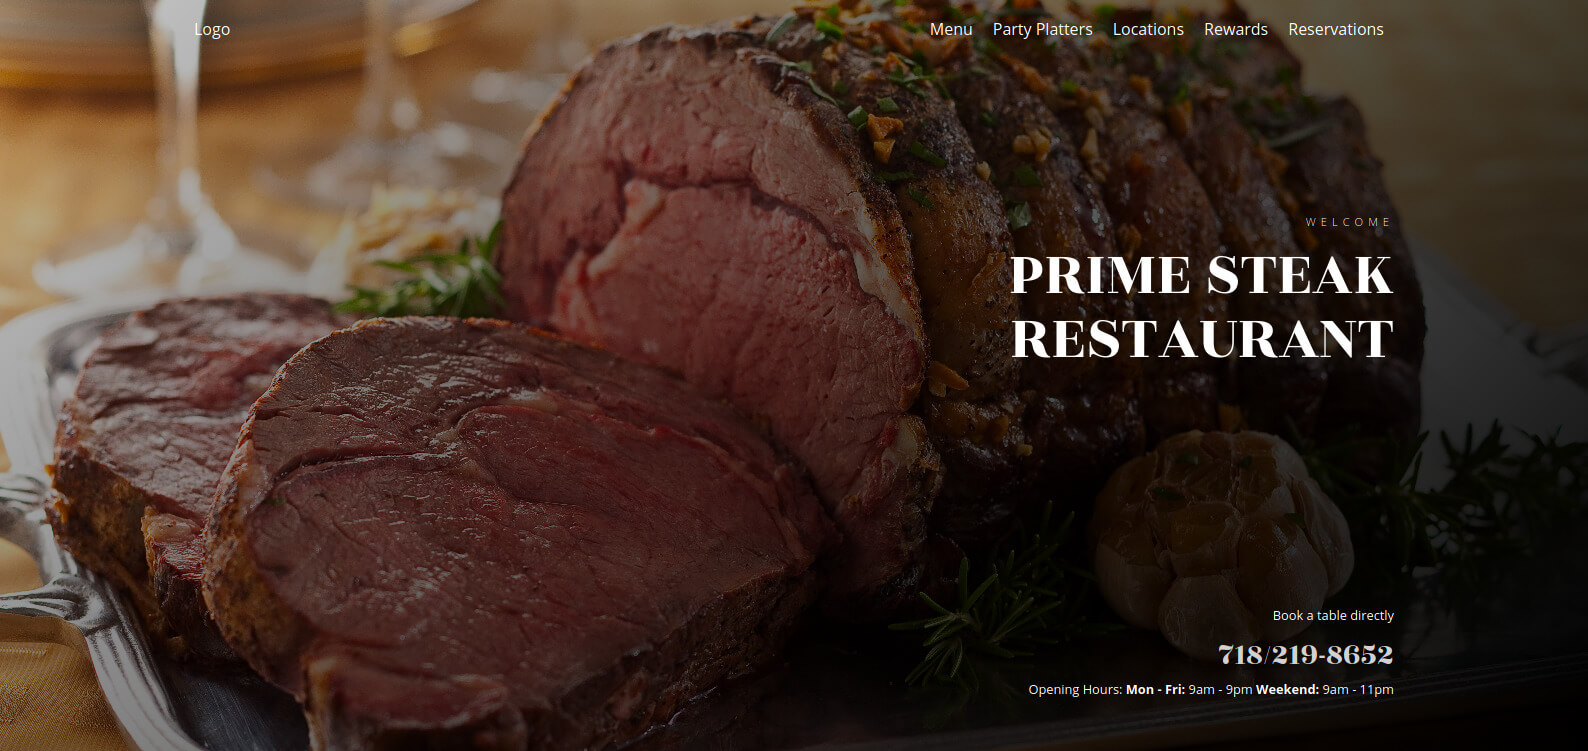 Logo
Menu Party Platters Locations Rewards Reservations
WELCOME
PRIME STEAK
RESTAURANT
Book a table directly
718/219-8652
Opening Hours: Mon - Fri: 9am - 9pm Weekend: 9am - 11pm